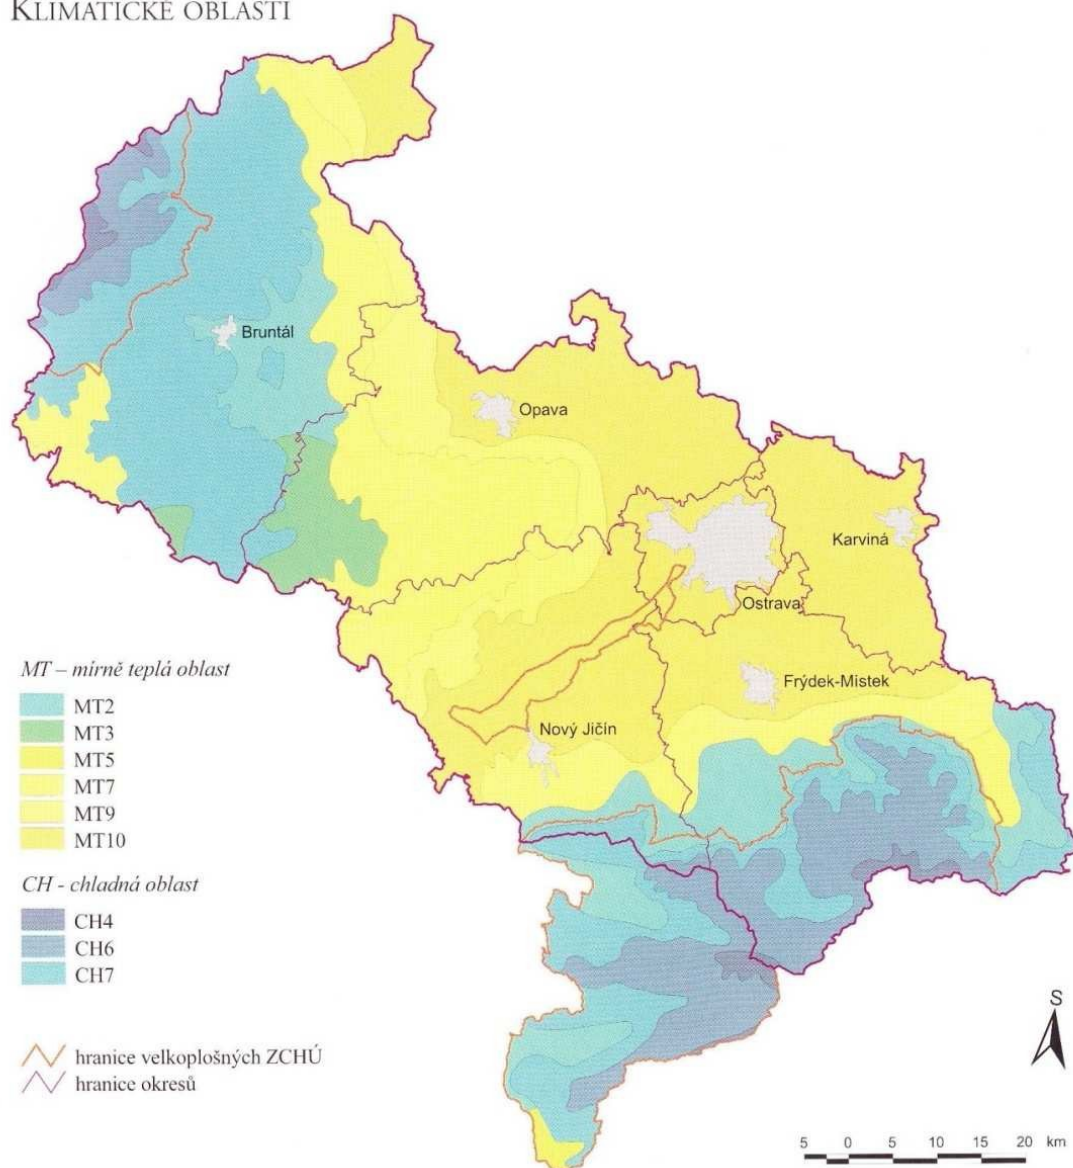 KLIMATICKÉ OBLASTI
Bruntál
Opava
Karviná
Ostrava
Frýdek-Místek
Nový Jičín
MT – mírně teplá oblast
MT2
MT3
MT5
MT7
MT9
MT10
CH - chladná oblast
CH4
CH6
CH7
hranice velkoplošných ZCHÚ
hranice okresů
S
5 0 5 10 15 20 km